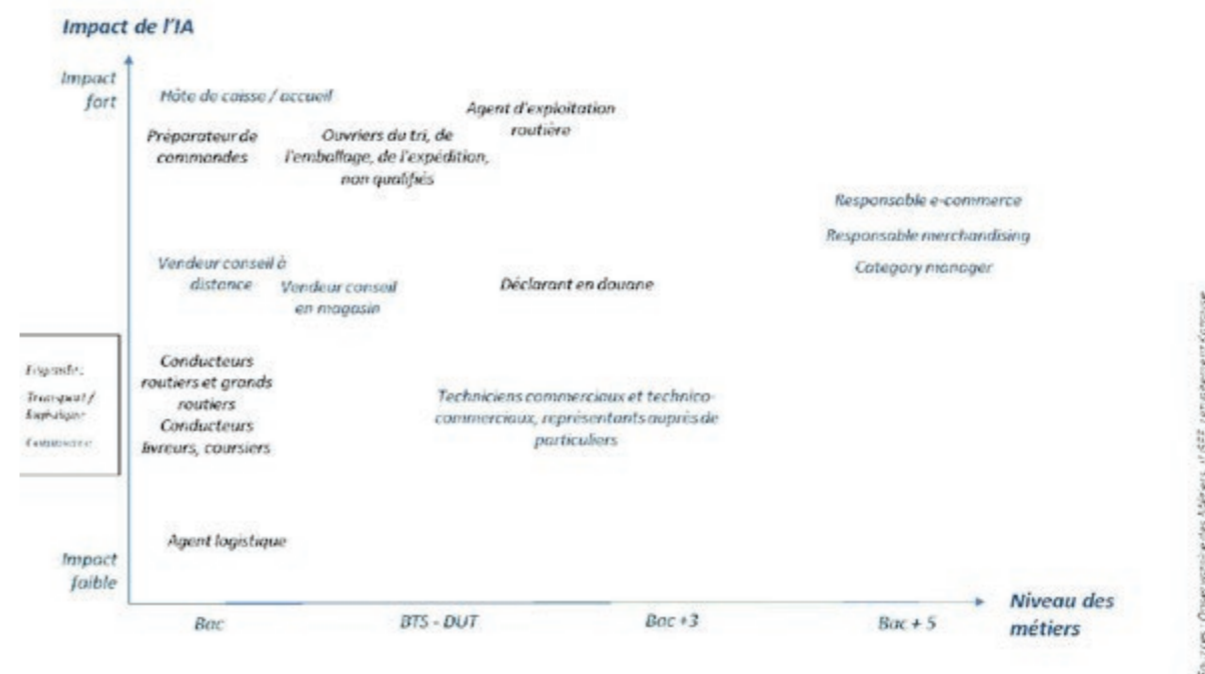 Impact de l'IA
Impact
fort
Hôte de caisse / accueil
Agent d'exploitation
routière
Préparateur de
commandes
Ouvriers du tri, de
l'emballage, de l'expédition,
non qualifiés
Responsable e-commerce
Responsable merchandising
Category manager
Vendeur conseil à
distance
Vendeur conseil
en magasin
Déclarant en douane
Conducteurs
routiers et grands
routiers
Conducteurs
livreurs, coursiers
Techniciens commerciaux et technico-
commerciaux, représentants auprès de
particuliers
Transport /
Agent logistique
Impact
faible
Bac
BTS - DUT
Bac +3
Bac + 5
Niveau des
métiers
Observatoire des Métiers